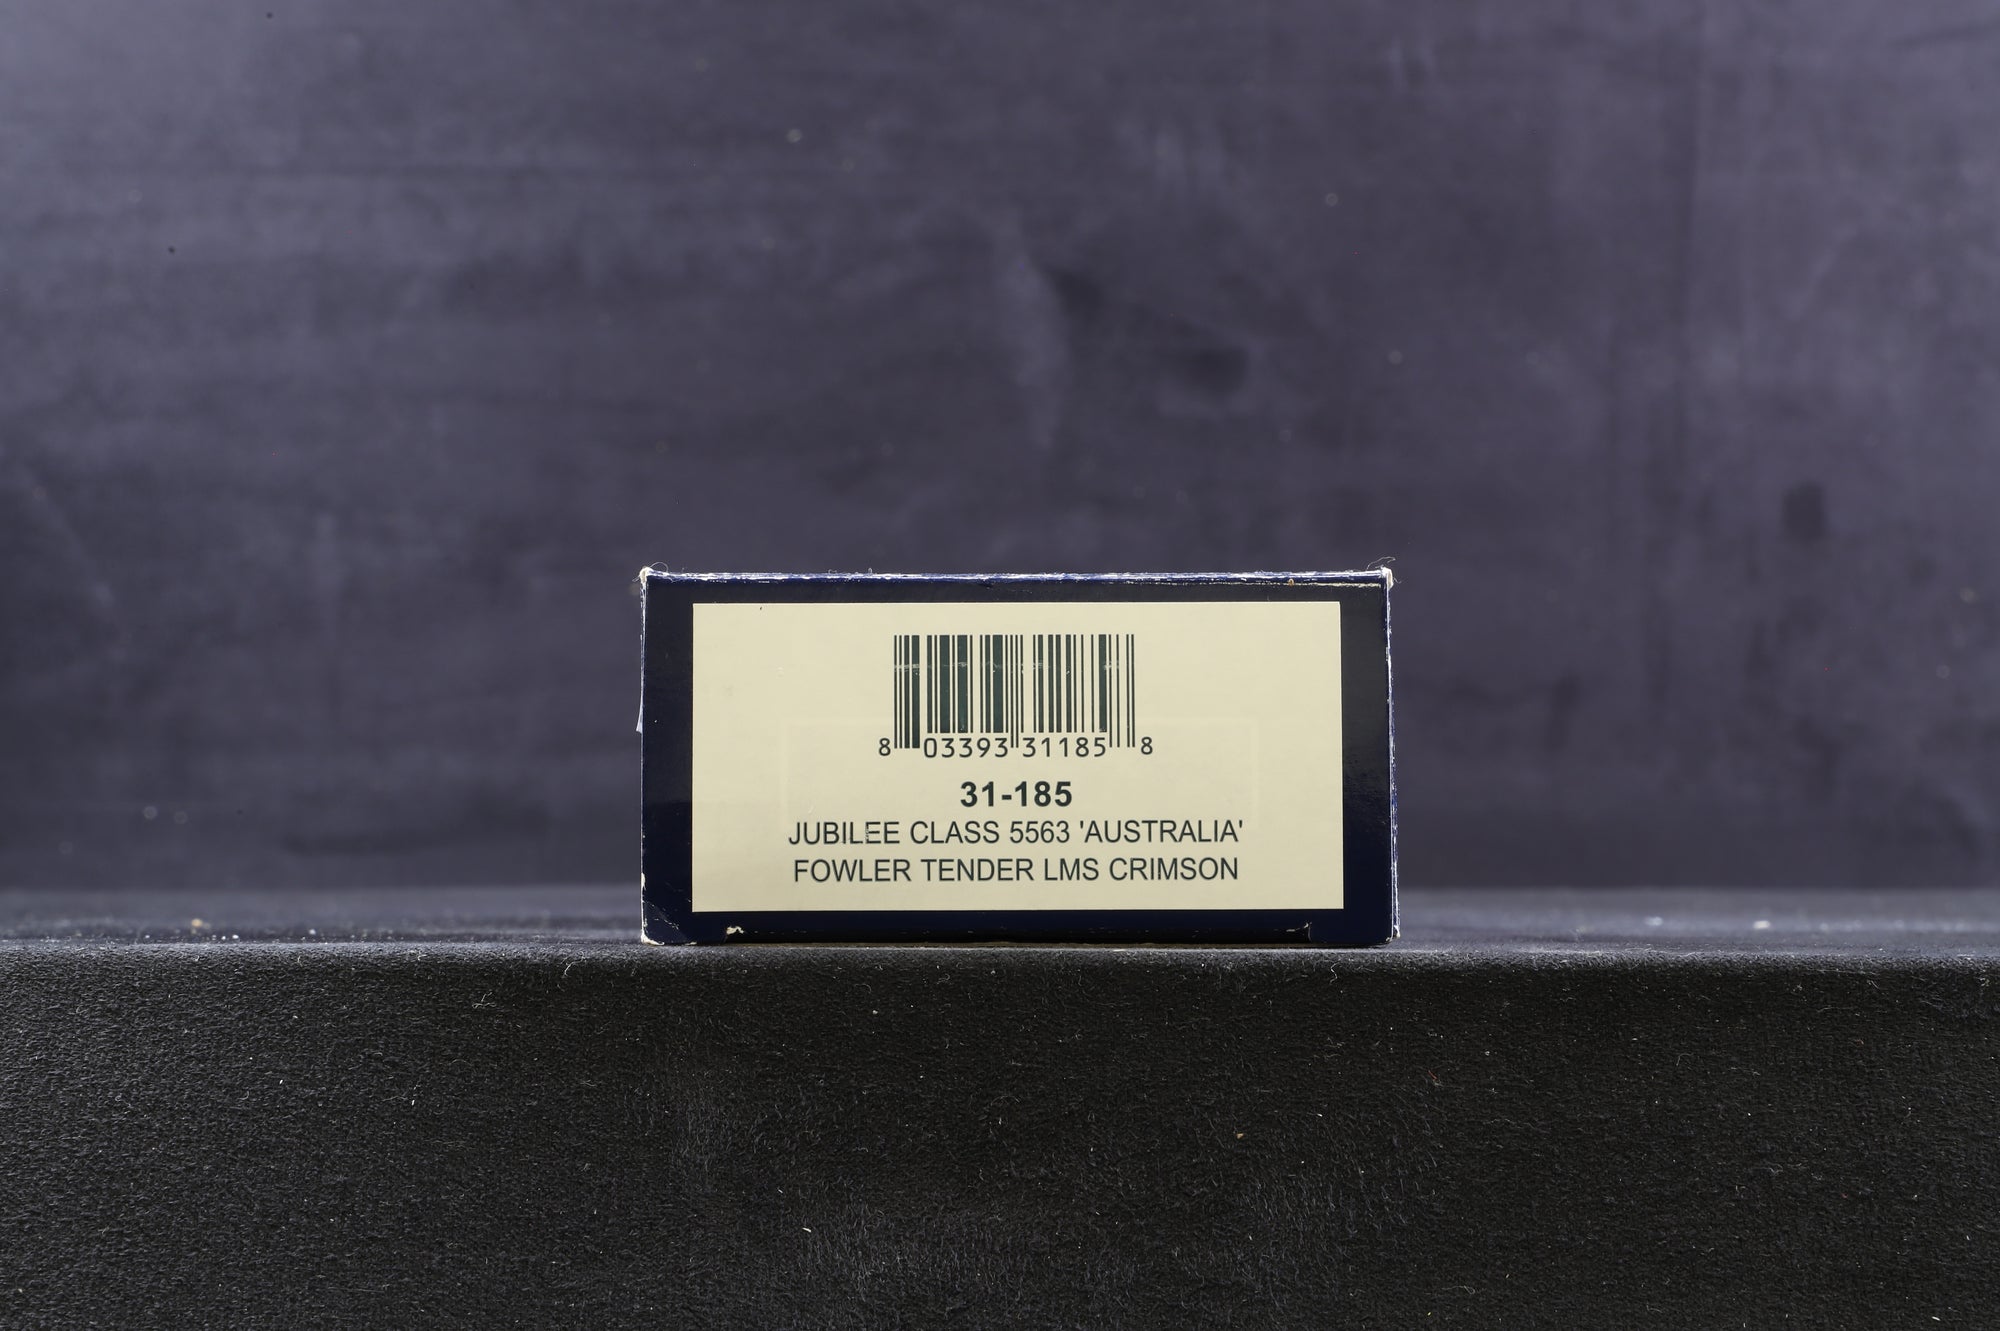 8 03393 31185 8
31-185
JUBILEE CLASS 5563 'AUSTRALIA'
FOWLER TENDER LMS CRIMSON